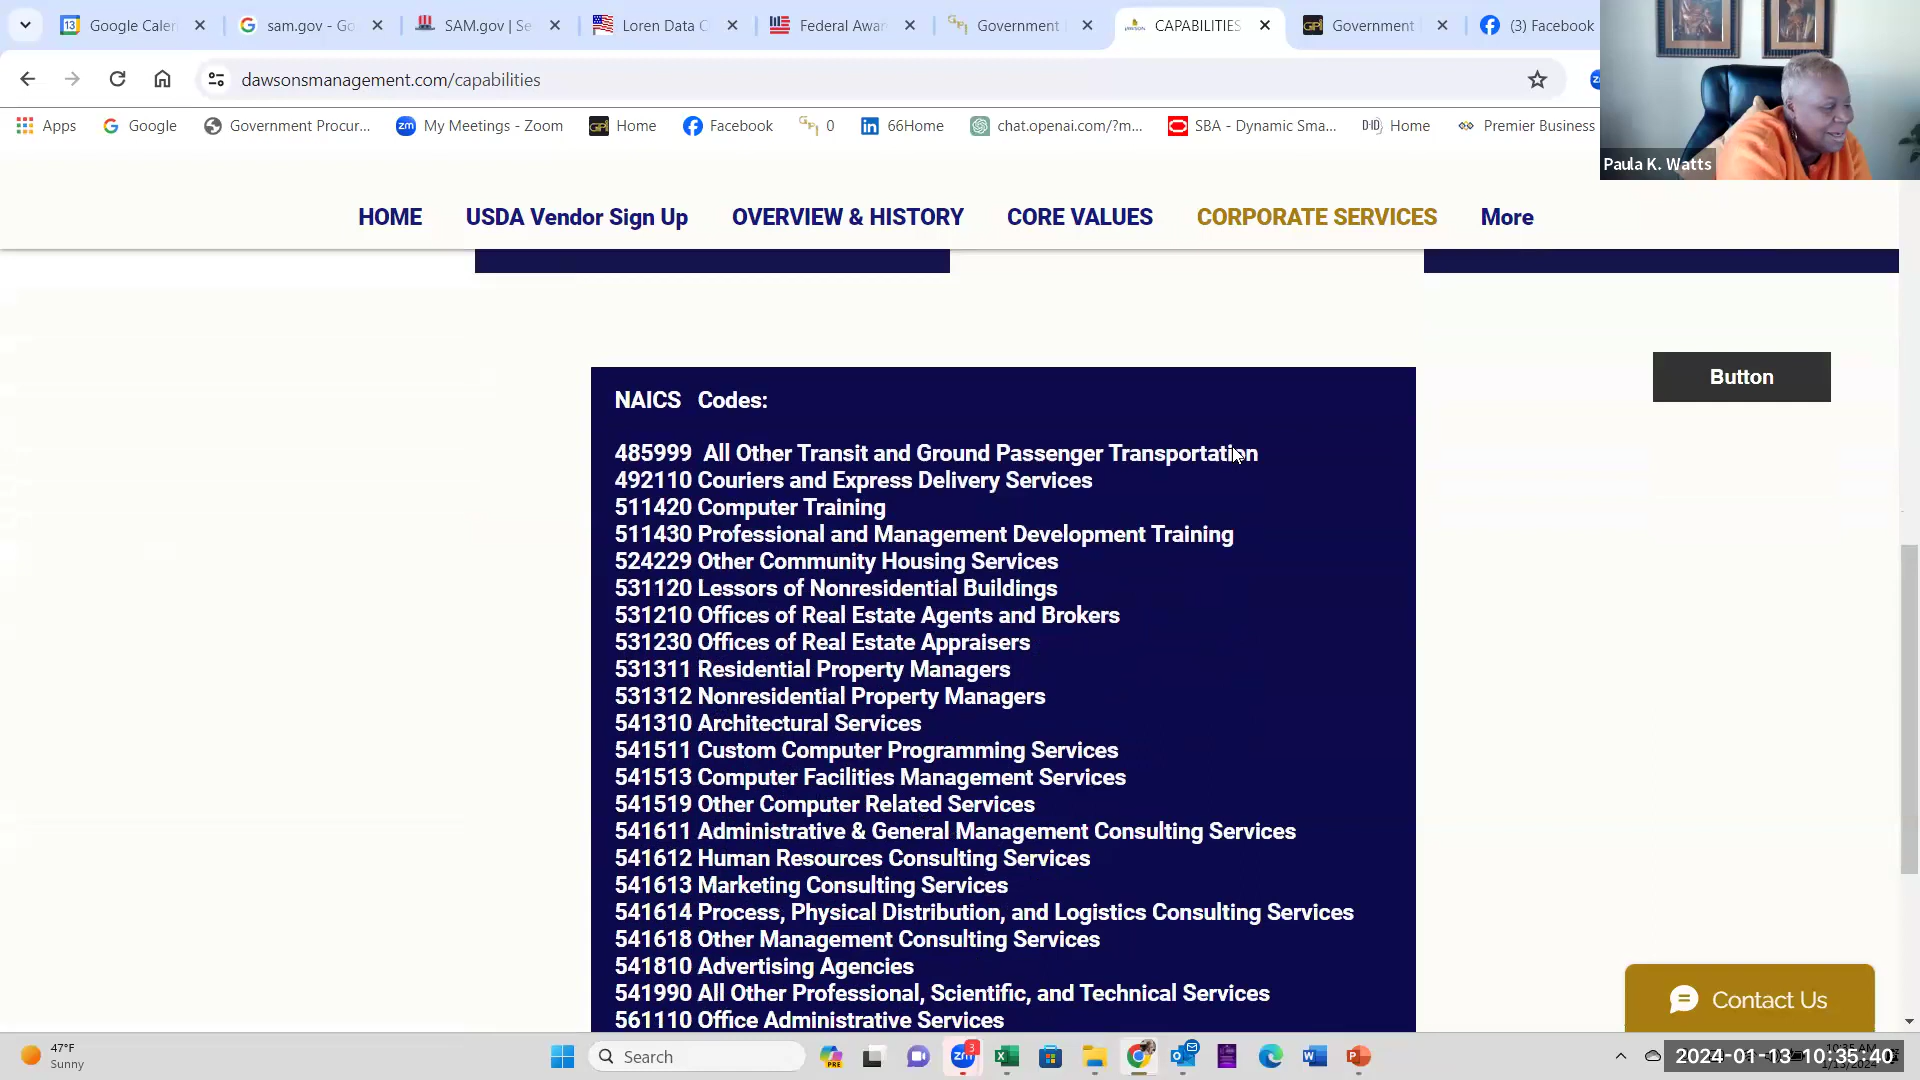 Google Calen
sam.gov - Go
SAM.gov | Se
Loren Data C
Federal Awar
Government
CAPABILITIES
Government
(3) Facebook
dawsonsmanagement.com/capabilities
Apps
Google
Government Procur...
My Meetings - Zoom
Home
Facebook
0
66Home
chat.openai.com/?m...
SBA - Dynamic Sma...
Home
Premier Business
Paula K. Watts
HOME
USDA Vendor Sign Up
OVERVIEW & HISTORY
CORE VALUES
CORPORATE SERVICES
More
Button
NAICS Codes:
485999 All Other Transit and Ground Passenger Transportation
492110 Couriers and Express Delivery Services
511420 Computer Training
511430 Professional and Management Development Training
524229 Other Community Housing Services
531120 Lessors of Nonresidential Buildings
531210 Offices of Real Estate Agents and Brokers
531230 Offices of Real Estate Appraisers
531311 Residential Property Managers
531312 Nonresidential Property Managers
541310 Architectural Services
541511 Custom Computer Programming Services
541513 Computer Facilities Management Services
541519 Other Computer Related Services
541611 Administrative & General Management Consulting Services
541612 Human Resources Consulting Services
541613 Marketing Consulting Services
541614 Process, Physical Distribution, and Logistics Consulting Services
541618 Other Management Consulting Services
541810 Advertising Agencies
541990 All Other Professional, Scientific, and Technical Services
561110 Office Administrative Services
Contact Us
47°F
Sunny
Search
2024-01-13 10:35:40